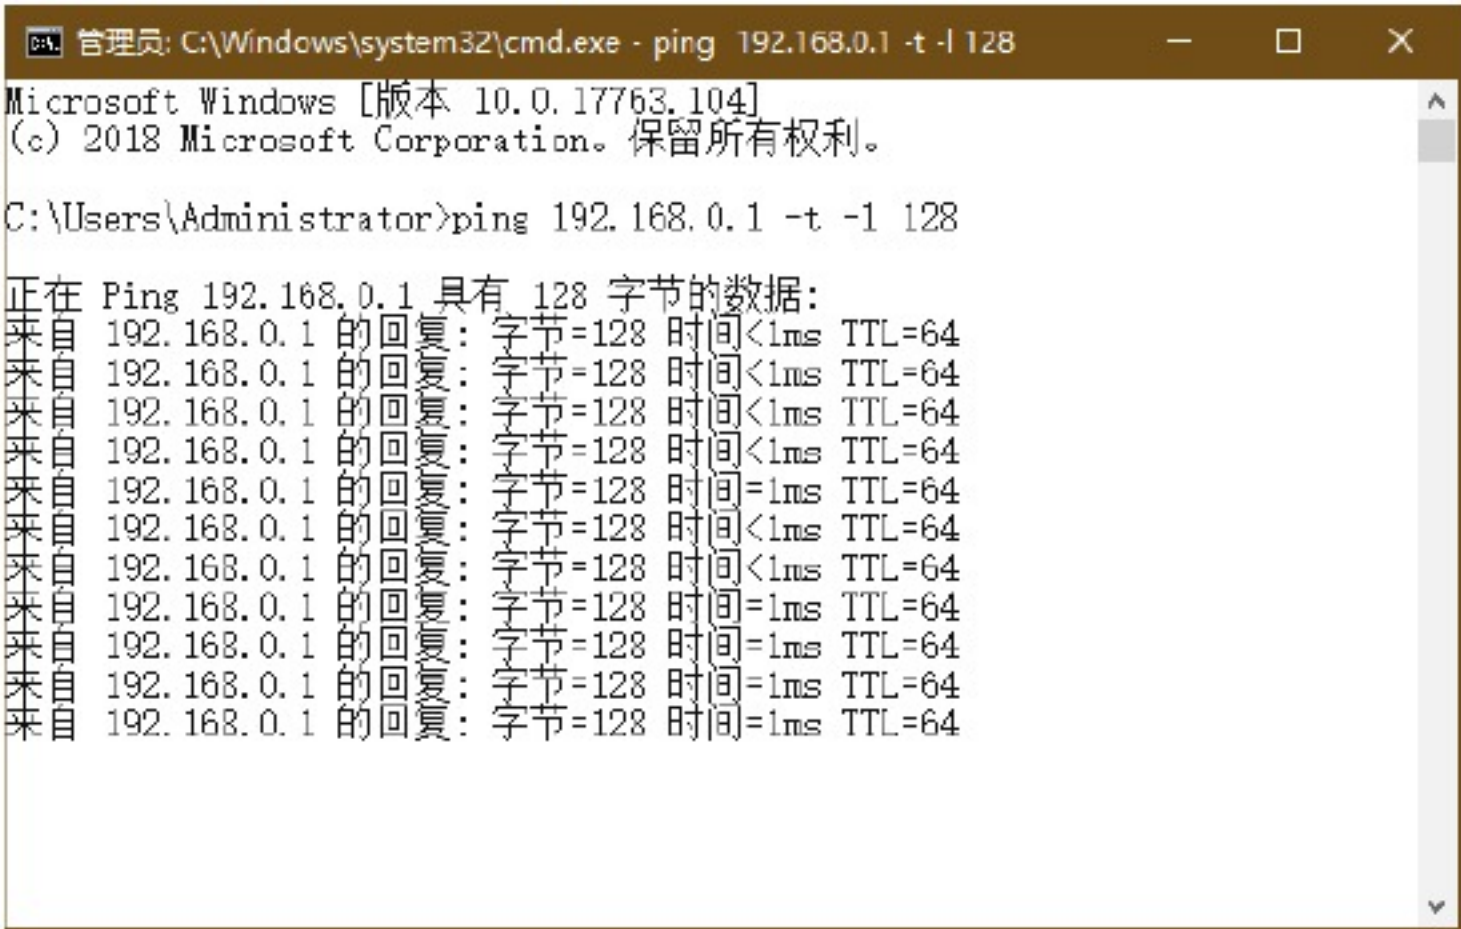 管理员: C:\Windows\system32\cmd.exe - ping  192.168.0.1 -t -l 128
Microsoft Windows [版本 10.0.17763.104]
(c) 2018 Microsoft Corporation。保留所有权利。
C:\Users\Administrator>ping 192.168.0.1 -t -l 128
正在 Ping 192.168.0.1 具有 128 字节的数据:
来自 192.168.0.1 的回复: 字节=128 时间<1ms TTL=64
来自 192.168.0.1 的回复: 字节=128 时间<1ms TTL=64
来自 192.168.0.1 的回复: 字节=128 时间<1ms TTL=64
来自 192.168.0.1 的回复: 字节=128 时间<1ms TTL=64
来自 192.168.0.1 的回复: 字节=128 时间=1ms TTL=64
来自 192.168.0.1 的回复: 字节=128 时间<1ms TTL=64
来自 192.168.0.1 的回复: 字节=128 时间<1ms TTL=64
来自 192.168.0.1 的回复: 字节=128 时间=1ms TTL=64
来自 192.168.0.1 的回复: 字节=128 时间=1ms TTL=64
来自 192.168.0.1 的回复: 字节=128 时间=1ms TTL=64
来自 192.168.0.1 的回复: 字节=128 时间=1ms TTL=64